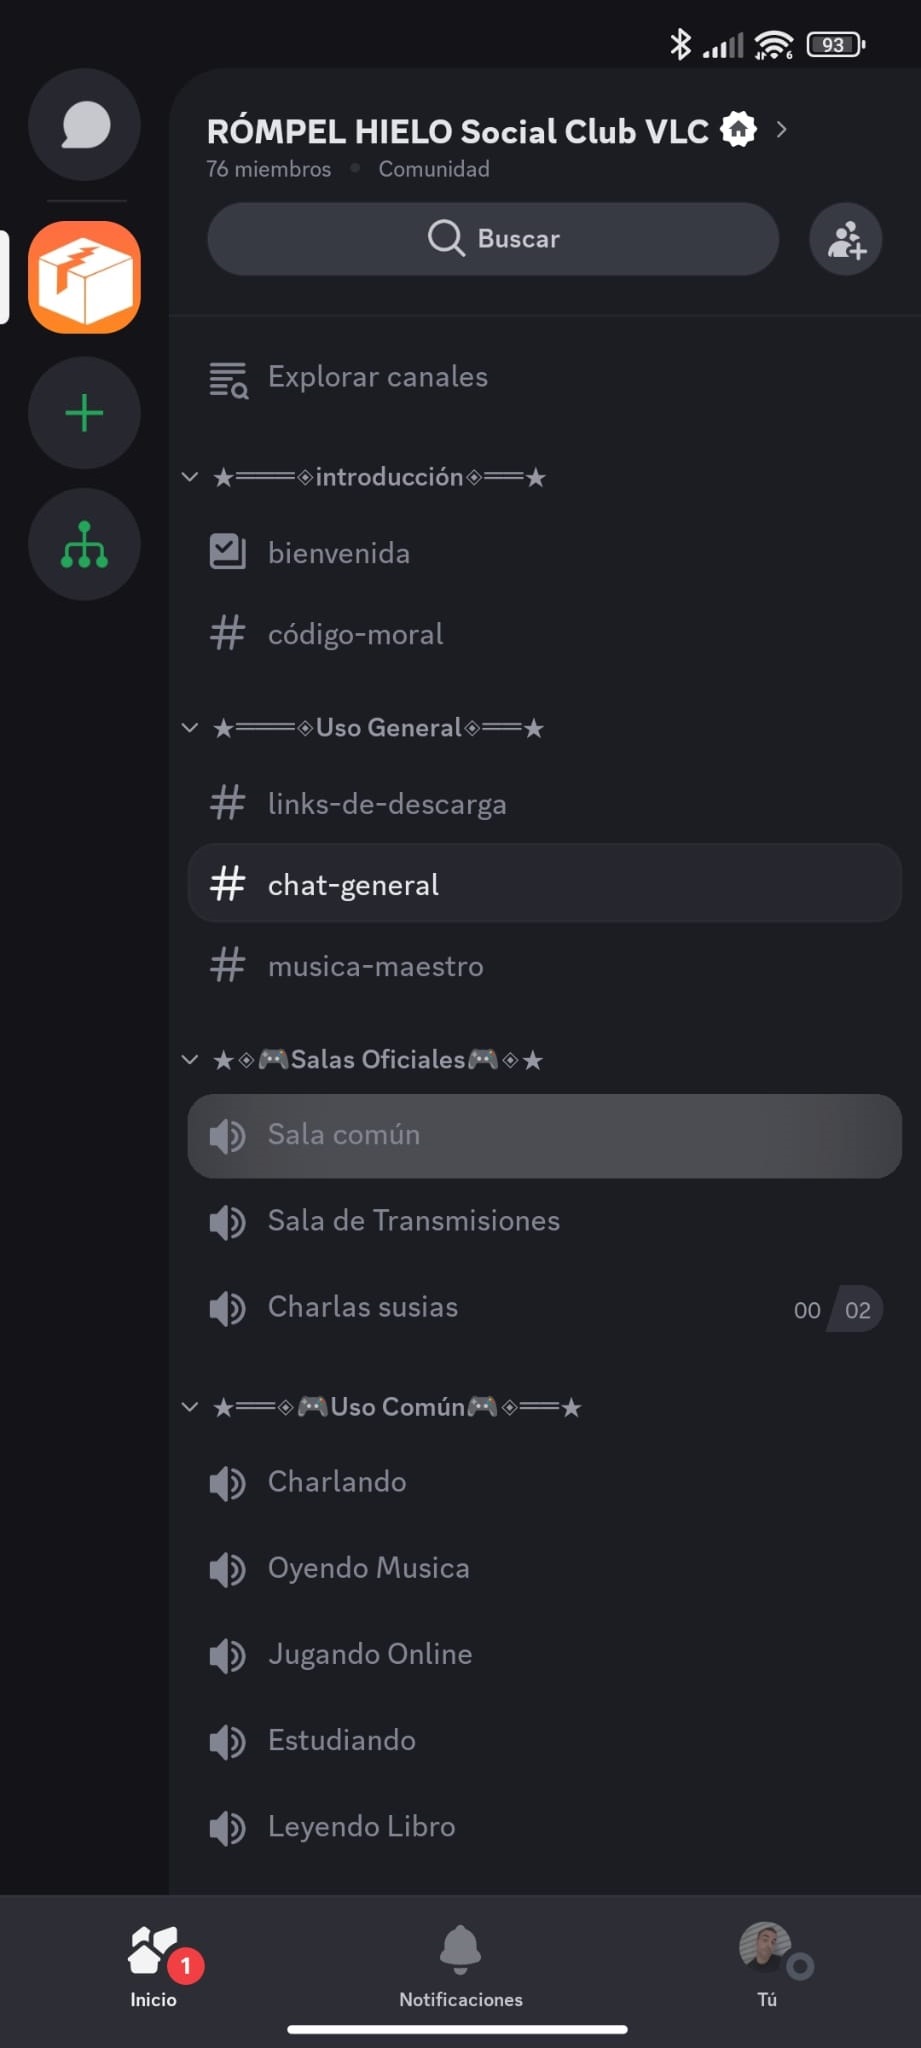 93
RÓMPEL HIELO Social Club VLC
76 miembros • Comunidad
Buscar
Explorar canales
★═══◈introducción◈══★
bienvenida
# código-moral
★═══◈Uso General◈══★
# links-de-descarga
# chat-general
# musica-maestro
★◈🎮Salas Oficiales🎮◈★
Sala común
Sala de Transmisiones
Charlas susias 00 02
★══◈🎮Uso Común🎮◈══★
Charlando
Oyendo Musica
Jugando Online
Estudiando
Leyendo Libro
1
Inicio Notificaciones Tú